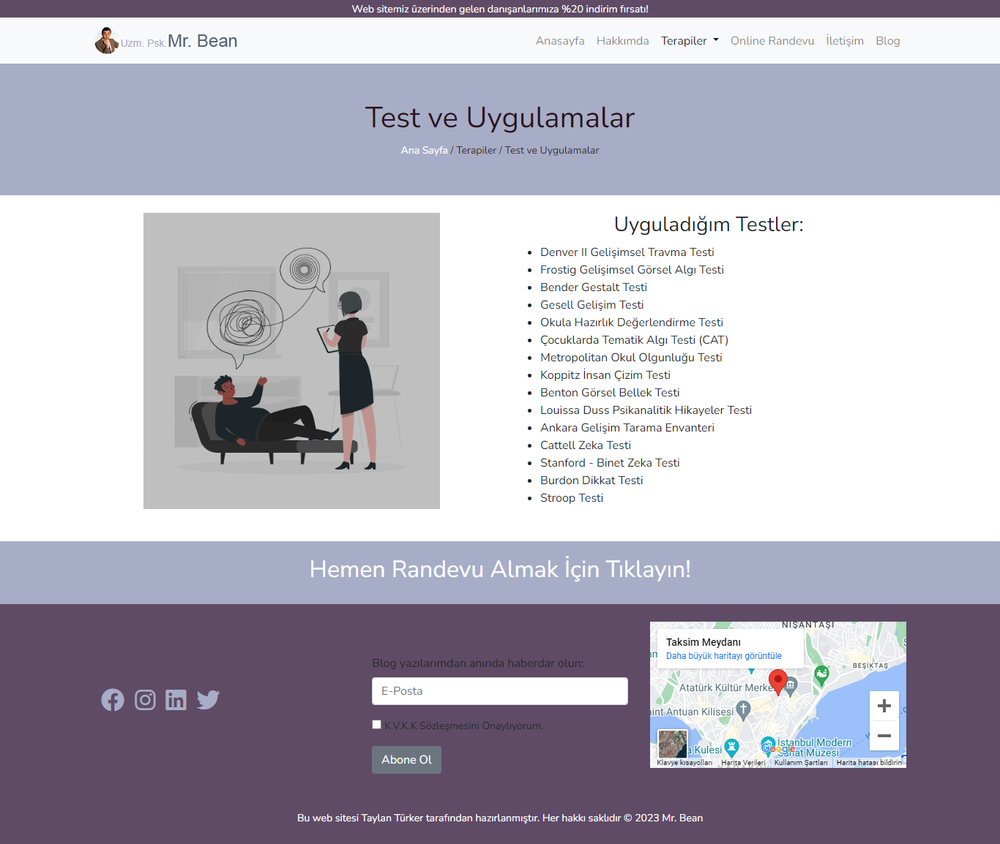 Web sitemiz üzerinden gelen danışanlarımıza %20 indirim fırsatı!
Uzm. Psk.Mr. Bean
Anasayfa Hakkımda Terapiler Online Randevu İletişim Blog
Test ve Uygulamalar
Ana Sayfa / Terapiler / Test ve Uygulamalar
Uyguladığım Testler:
Denver II Gelişimsel Travma Testi
Frostig Gelişimsel Görsel Algı Testi
Bender Gestalt Testi
Gesell Gelişim Testi
Okula Hazırlık Değerlendirme Testi
Çocuklarda Tematik Algı Testi (CAT)
Metropolitan Okul Olgunluğu Testi
Koppitz İnsan Çizim Testi
Benton Görsel Bellek Testi
Louissa Duss Psikanalitik Hikayeler Testi
Ankara Gelişim Tarama Envanteri
Cattell Zeka Testi
Stanford - Binet Zeka Testi
Burdon Dikkat Testi
Stroop Testi
Hemen Randevu Almak İçin Tıklayın!
Blog yazılarımdan anında haberdar olun:
E-Posta
K.V.K.K Sözleşmesini Onaylıyorum.
Abone Ol
NİŞANTAŞI
Taksim Meydanı
Daha büyük haritayı görüntüle
BEŞİKTAŞ
Atatürk Kültür Merke
int Antuan Kilisesi
a Kulesi
İstanbul Modern
Sanat Müzesi
Google
Klavye kısayolları Harita Verileri Kullanım Şartları Harita hatası bildirin
Bu web sitesi Taylan Türker tarafından hazırlanmıştır. Her hakkı saklıdır © 2023 Mr. Bean